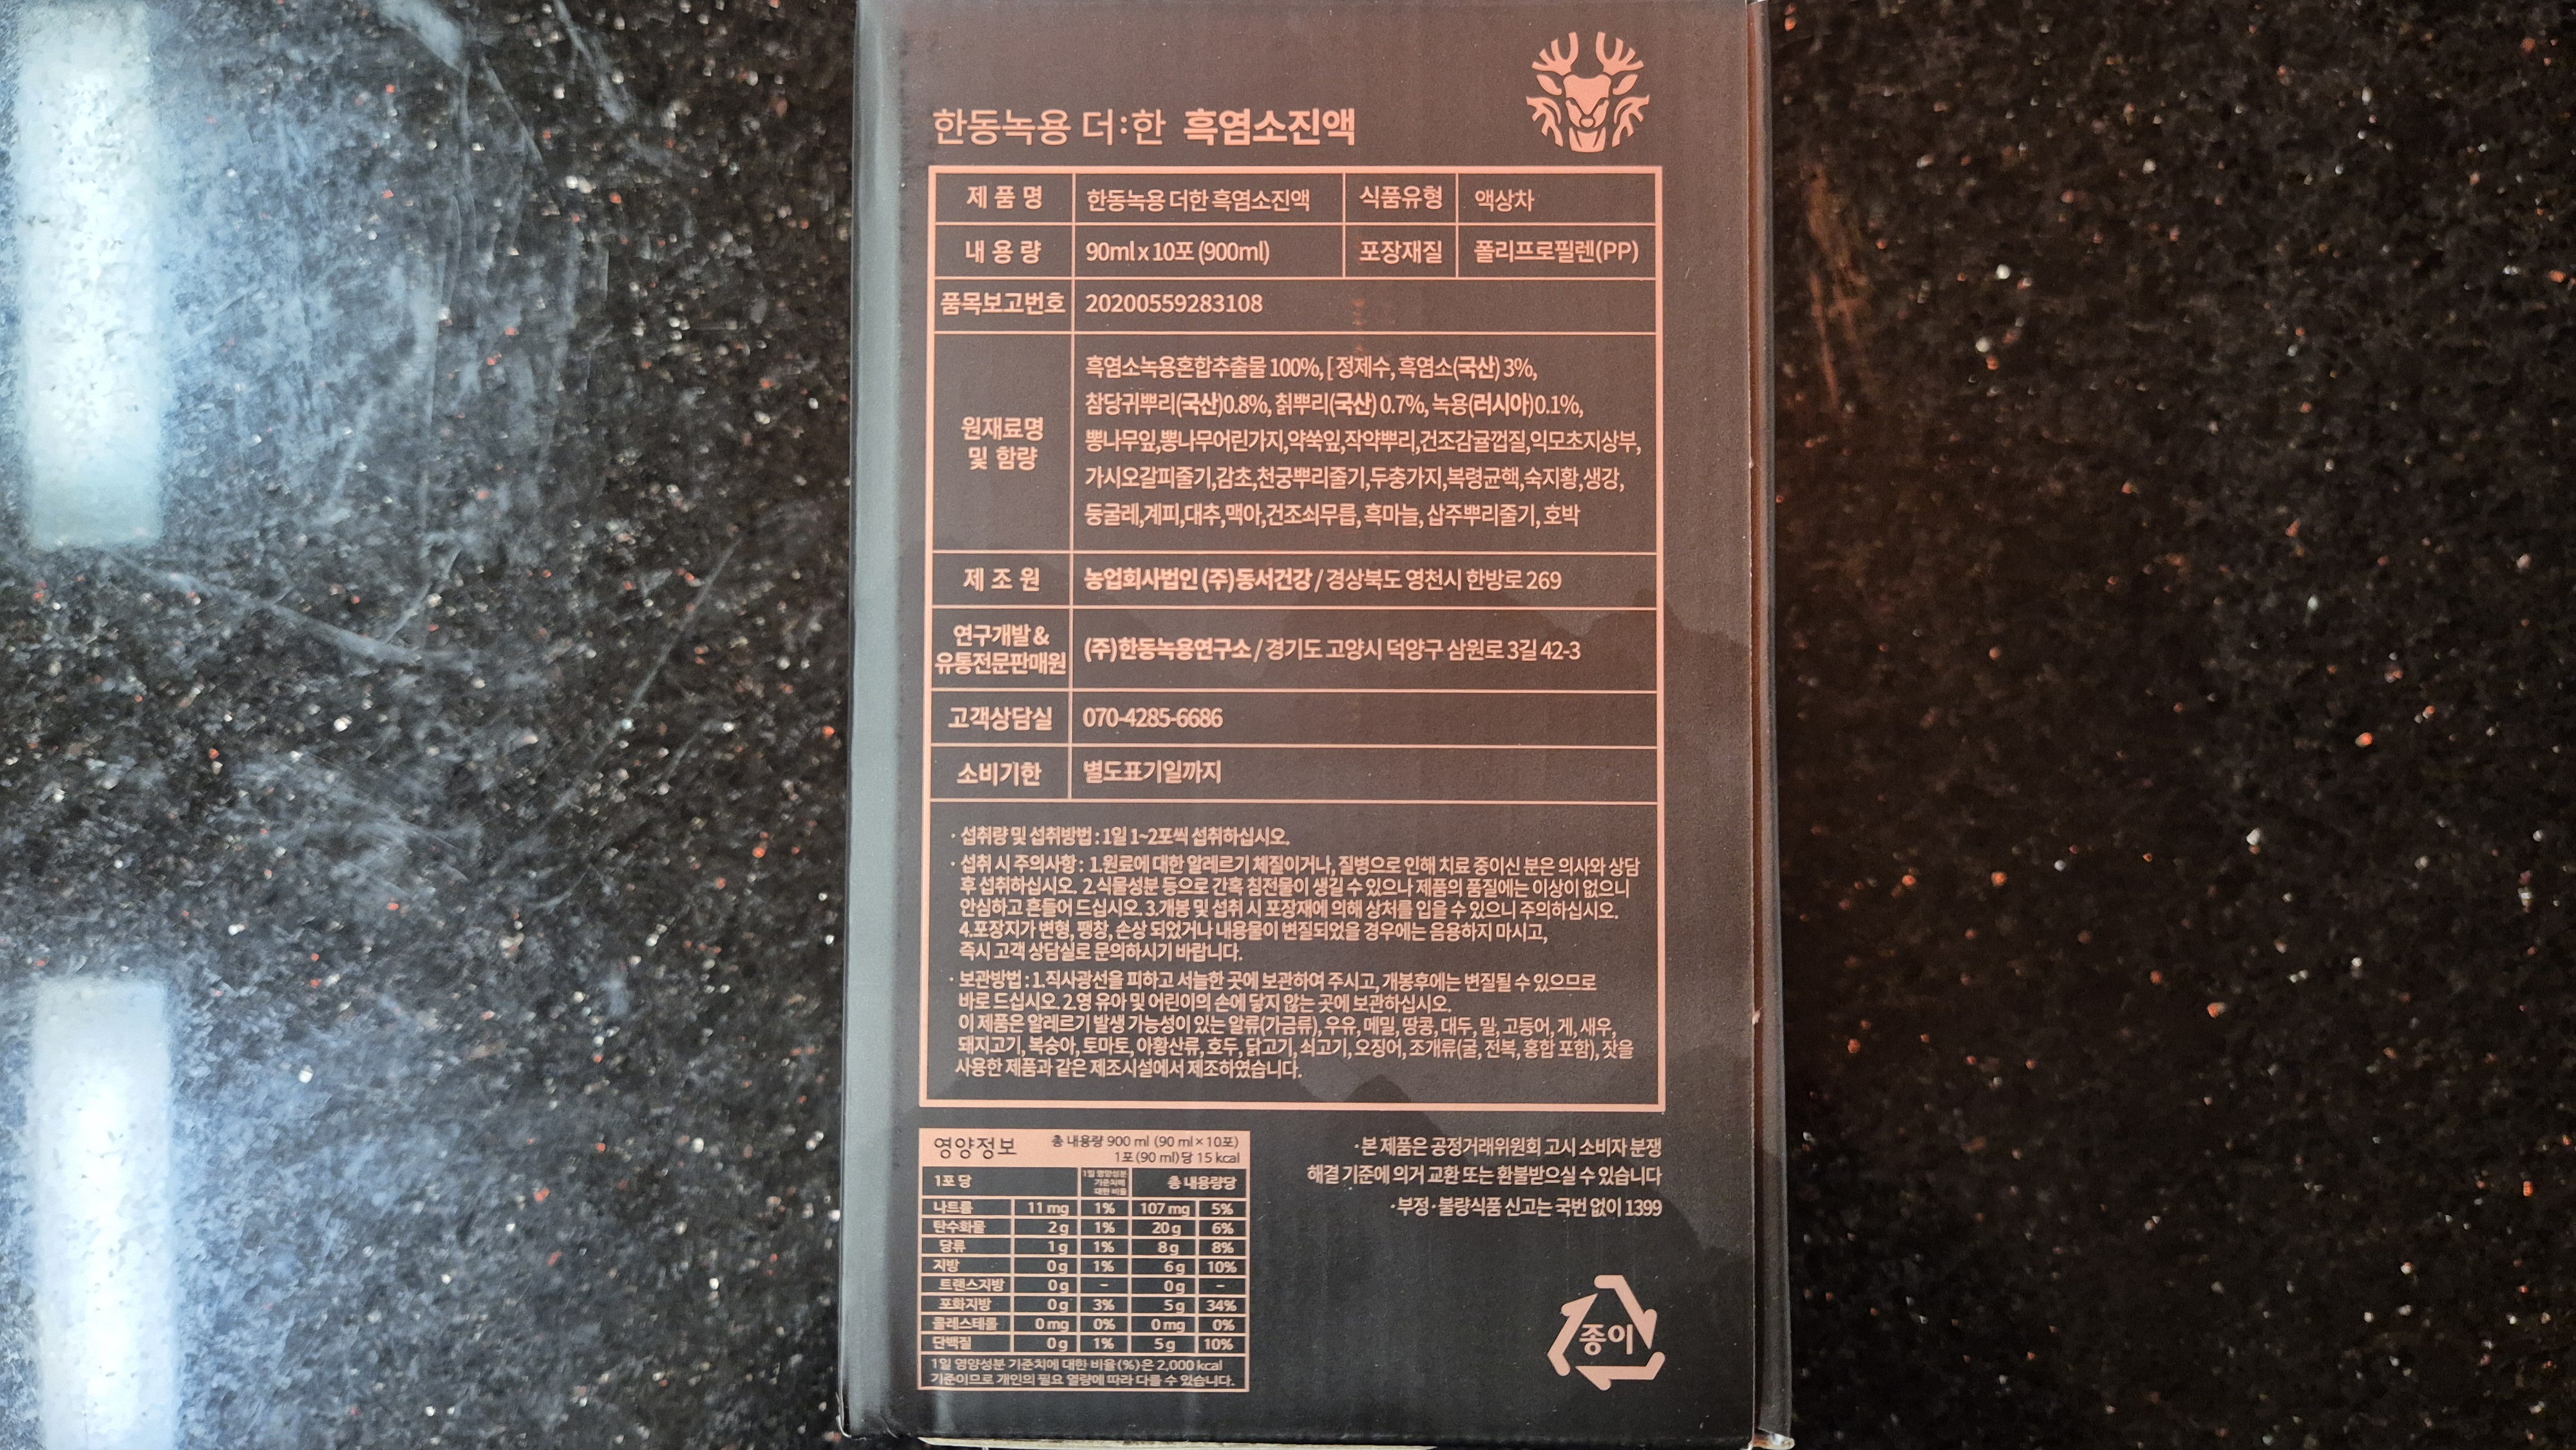 한동녹용 더:한 흑염소진액
제 품 명 한동녹용 더한 흑염소진액 식품유형 액상차
내 용 량 90ml x 10포 (900ml) 포장재질 폴리프로필렌(PP)
품목보고번호 20200559283108
원재료명
및 함량
흑염소녹용혼합추출물 100%, [ 정제수, 흑염소(국산) 3%,
참당귀뿌리(국산)0.8%, 칡뿌리(국산) 0.7%, 녹용(러시아)0.1%,
뽕나무잎,뽕나무어린가지,약쑥잎,작약뿌리,건조감귤껍질,익모초지상부,
가시오갈피줄기,감초,천궁뿌리줄기,두충가지,복령균핵,숙지황,생강,
둥굴레,계피,대추,맥아,건조쇠무릅, 흑마늘, 삽주뿌리줄기, 호박
제 조 원 농업회사법인 (주)동서건강 / 경상북도 영천시 한방로 269
연구개발 &
유통전문판매원
(주)한동녹용연구소 / 경기도 고양시 덕양구 삼원로 3길 42-3
고객상담실 070-4285-6686
소비기한 별도표기일까지
· 섭취량 및 섭취방법 : 1일 1~2포씩 섭취하십시오.
· 섭취 시 주의사항 : 1.원료에 대한 알레르기 체질이거나, 질병으로 인해 치료 중이신 분은 의사와 상담
후 섭취하십시오. 2.식물성분 등으로 간혹 침전물이 생길 수 있으나 제품의 품질에는 이상이 없으니
안심하고 흔들어 드십시오. 3.개봉 및 섭취 시 포장재에 의해 상처를 입을 수 있으니 주의하십시오.
4.포장지가 변형, 팽창, 손상 되었거나 내용물이 변질되었을 경우에는 음용하지 마시고,
즉시 고객 상담실로 문의하시기 바랍니다.
· 보관방법 : 1.직사광선을 피하고 서늘한 곳에 보관하여 주시고, 개봉후에는 변질될 수 있으므로
바로 드십시오. 2.영 유아 및 어린이의 손에 닿지 않는 곳에 보관하십시오.
이 제품은 알레르기 발생 가능성이 있는 알류(가금류), 우유, 메밀, 땅콩, 대두, 밀, 고등어, 게, 새우,
돼지고기, 복숭아, 토마토, 아황산류, 호두, 닭고기, 쇠고기, 오징어, 조개류(굴, 전복, 홍합 포함), 잣을
사용한 제품과 같은 제조시설에서 제조하였습니다.
영양정보 총 내용량 900 ml (90 ml×10포)
1포 (90 ml)당 15 kcal
1포 당 1일 영양성분 기준치에 대한 비율 총 내용량당
나트륨 11 mg 1% 107 mg 5%
탄수화물 2 g 1% 20 g 6%
당류 1 g 1% 8 g 8%
지방 0 g 1% 6 g 10%
트랜스지방 0 g - 0 g -
포화지방 0 g 3% 5 g 34%
콜레스테롤 0 mg 0% 0 mg 0%
단백질 0 g 1% 5 g 10%
1일 영양성분 기준치에 대한 비율(%)은 2,000 kcal
기준이므로 개인의 필요 열량에 따라 다를 수 있습니다.
·본 제품은 공정거래위원회 고시 소비자 분쟁
해결 기준에 의거 교환 또는 환불받으실 수 있습니다
·부정·불량식품 신고는 국번 없이 1399
종이